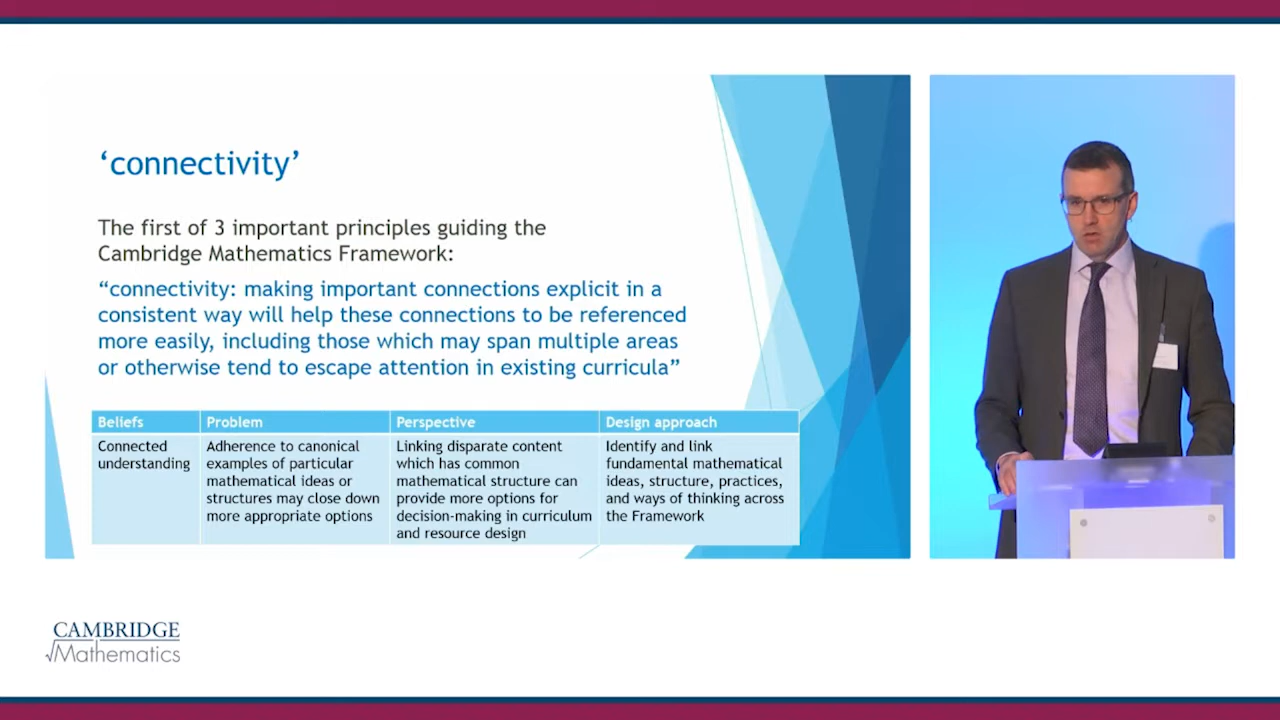 ‘connectivity’
The first of 3 important principles guiding the
Cambridge Mathematics Framework:
“connectivity: making important connections explicit in a
consistent way will help these connections to be referenced
more easily, including those which may span multiple areas
or otherwise tend to escape attention in existing curricula”
Beliefs
Problem
Perspective
Design approach
Connected
understanding
Adherence to canonical
examples of particular
mathematical ideas or
structures may close down
more appropriate options
Linking disparate content
which has common
mathematical structure can
provide more options for
decision-making in curriculum
and resource design
Identify and link
fundamental mathematical
ideas, structure, practices,
and ways of thinking across
the Framework
CAMBRIDGE
Mathematics